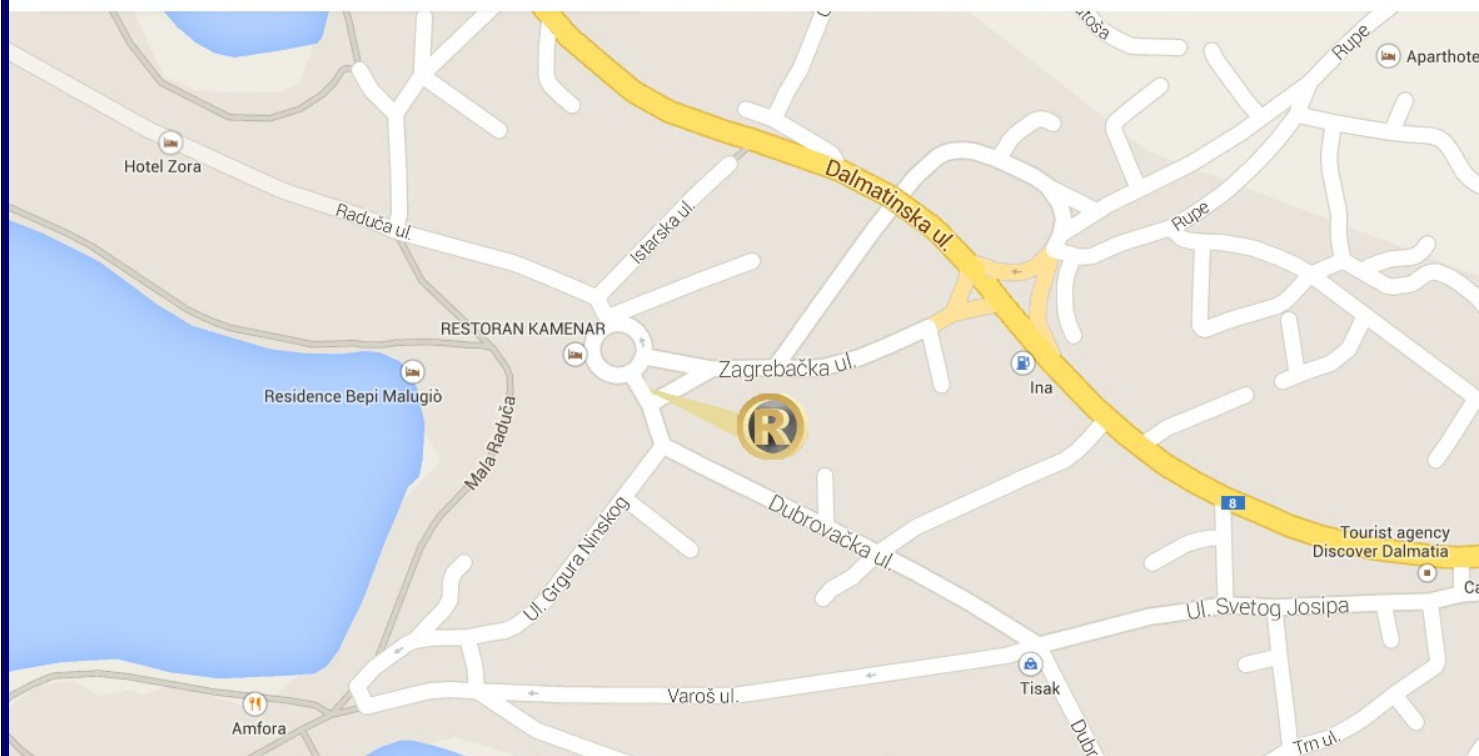 Rupe
Aparthote
Hotel Zora
Dalmatinska ul.
Raduča ul.
Istarska ul.
Rupe
RESTORAN KAMENAR
Zagrebačka ul.
Residence Bepi Malugiò
Ina
Mala Raduča
R
8
Dubrovačka ul.
Tourist agency
Discover Dalmatia
Ul. Grgura Ninskog
Ul. Svetog Josipa
Tisak
Varoš ul.
Amfora
Trn ul.